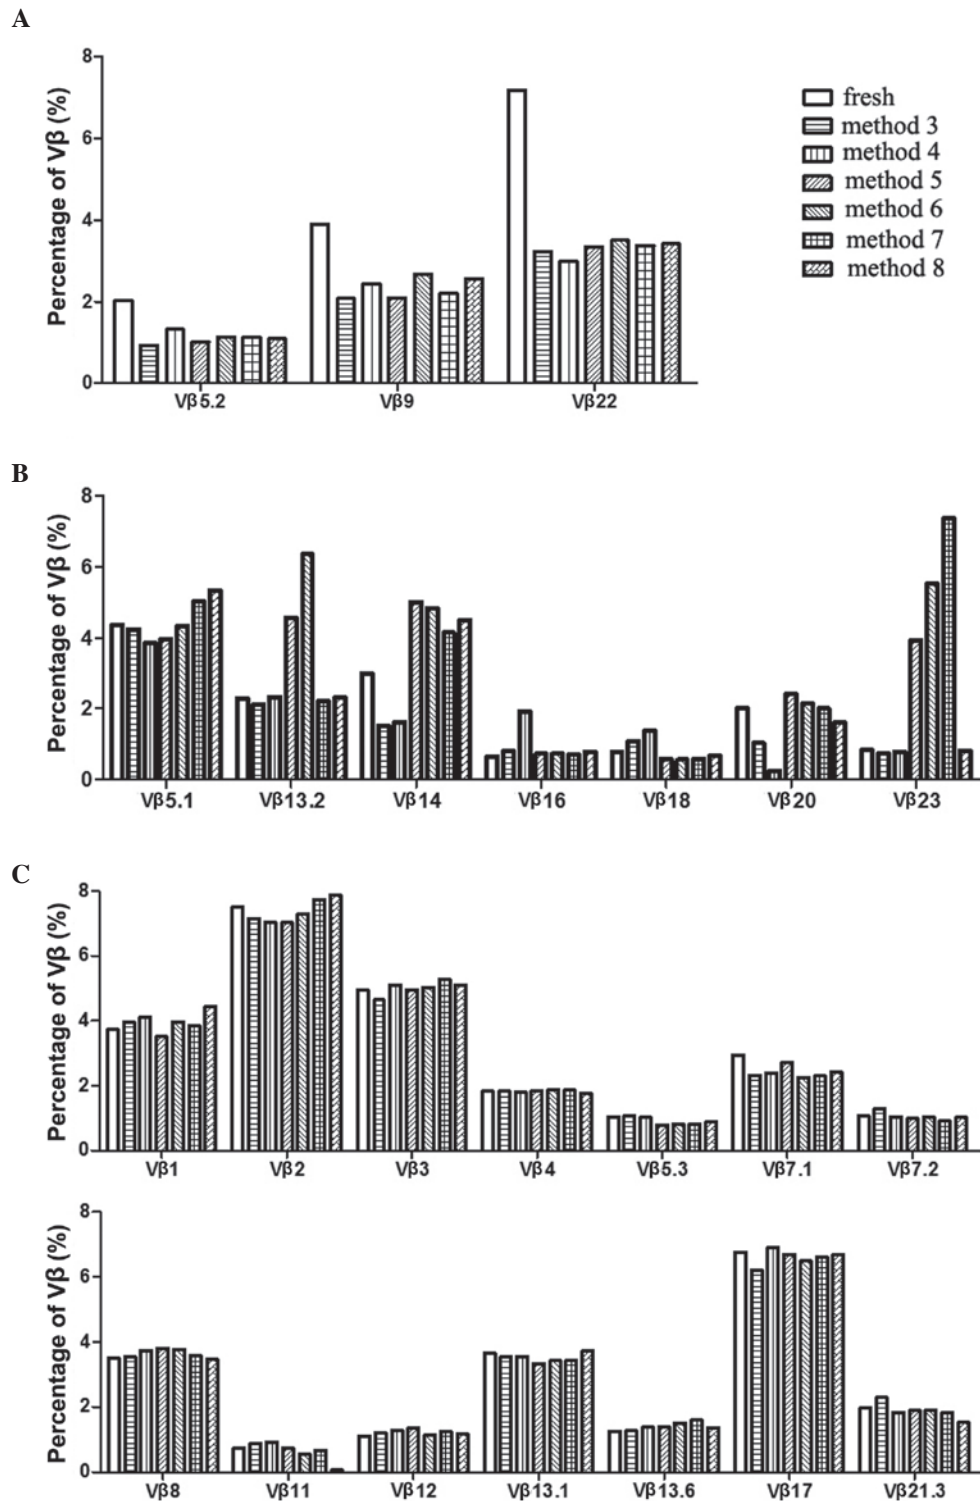 A
Percentage of Vβ (%)
8
6
4
2
0
Vβ5.2 Vβ9 Vβ22
fresh
method 3
method 4
method 5
method 6
method 7
method 8
B
Percentage of Vβ (%)
8
6
4
2
0
Vβ5.1 Vβ13.2 Vβ14 Vβ16 Vβ18 Vβ20 Vβ23
C
Percentage of Vβ (%)
8
6
4
2
0
Vβ1 Vβ2 Vβ3 Vβ4 Vβ5.3 Vβ7.1 Vβ7.2
Percentage of Vβ (%)
8
6
4
2
0
Vβ8 Vβ11 Vβ12 Vβ13.1 Vβ13.6 Vβ17 Vβ21.3